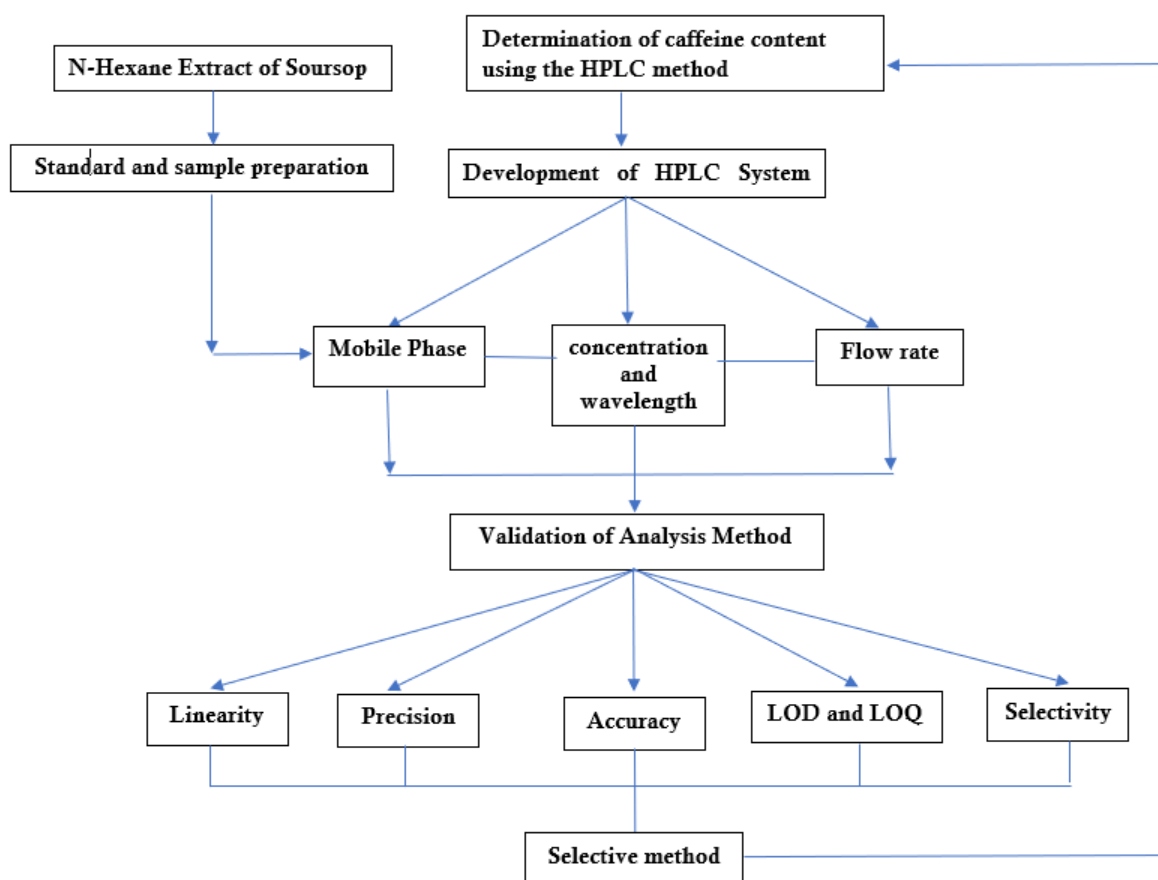 N-Hexane Extract of Soursop
Determination of caffeine content
using the HPLC method
Standard and sample preparation
Development of HPLC System
Mobile Phase
concentration
and
wavelength
Flow rate
Validation of Analysis Method
Linearity
Precision
Accuracy
LOD and LOQ
Selectivity
Selective method